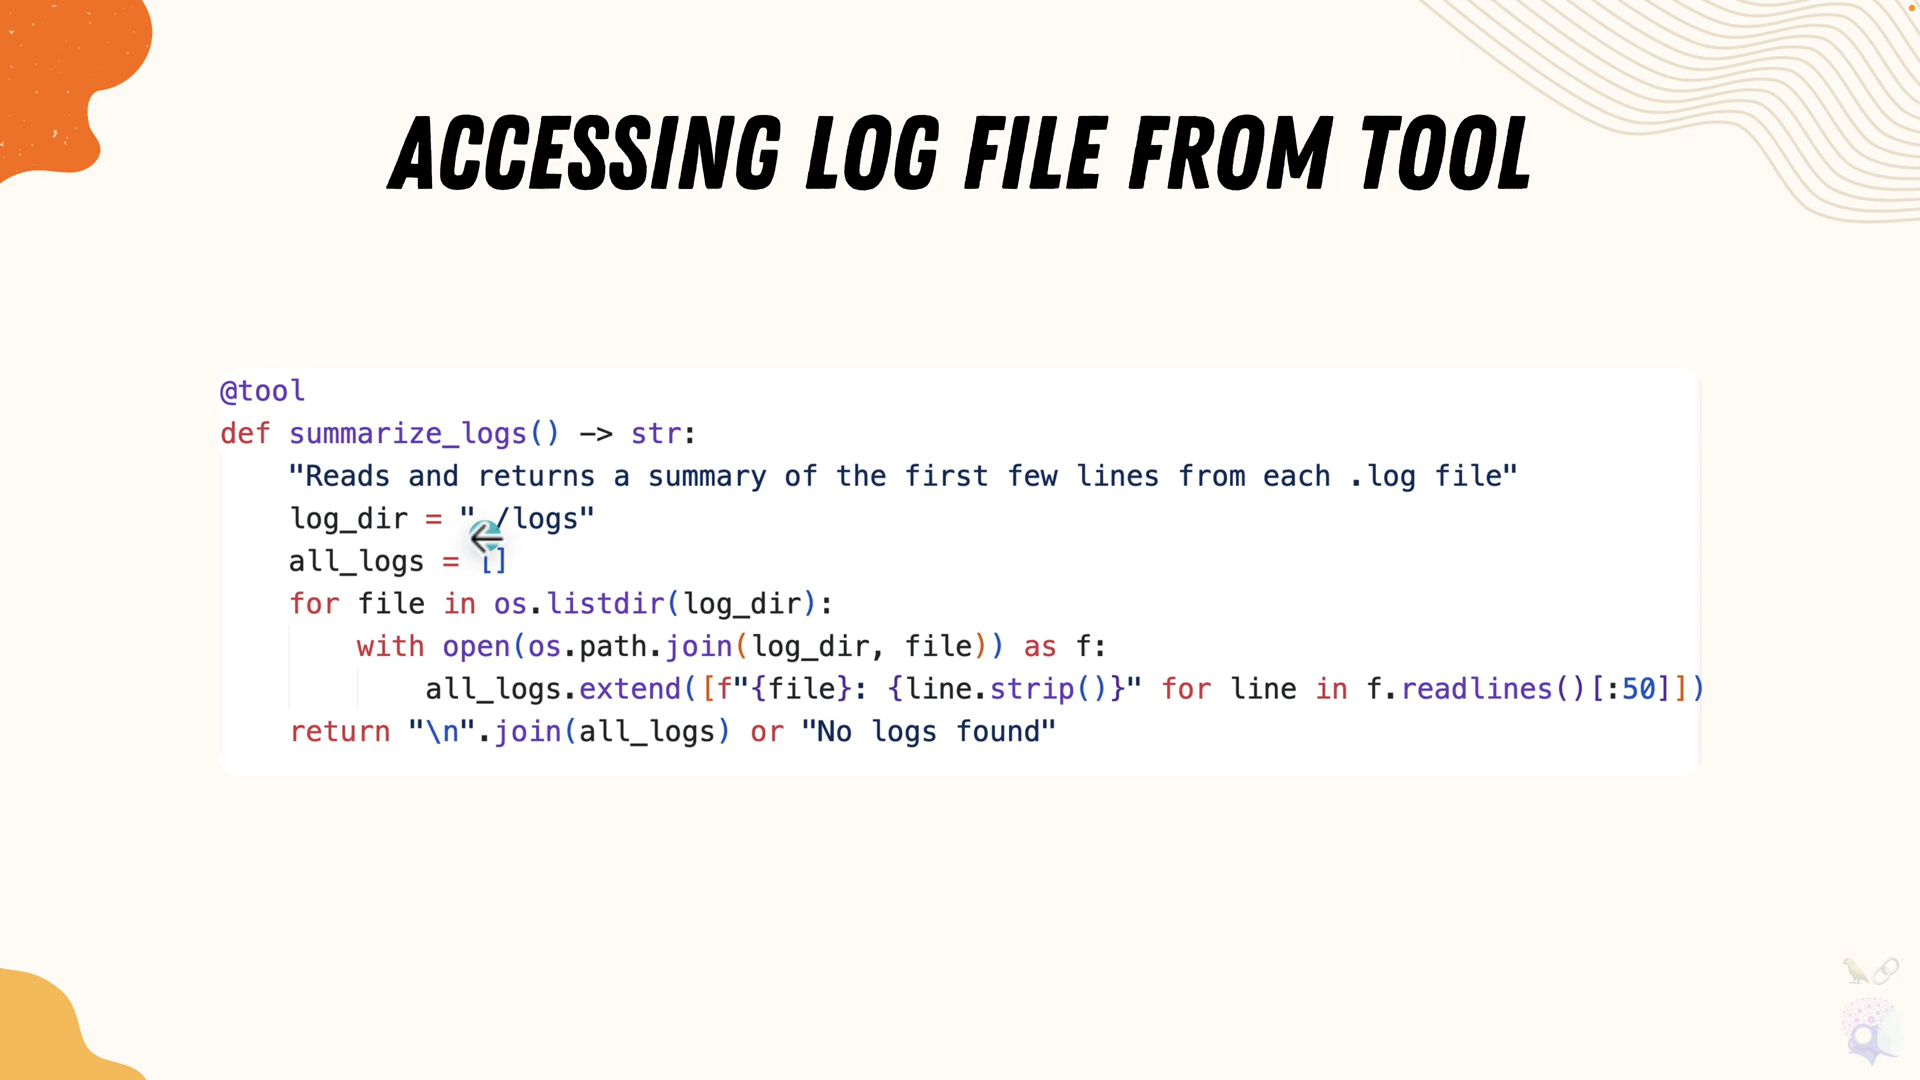 ACCESSING LOG FILE FROM TOOL
@tool
def summarize_logs() -> str:
"Reads and returns a summary of the first few lines from each .log file"
log_dir = "./logs"
all_logs = []
for file in os.listdir(log_dir):
with open(os.path.join(log_dir, file)) as f:
all_logs.extend([f"{file}: {line.strip()}" for line in f.readlines()[:50]])
return "\n".join(all_logs) or "No logs found"